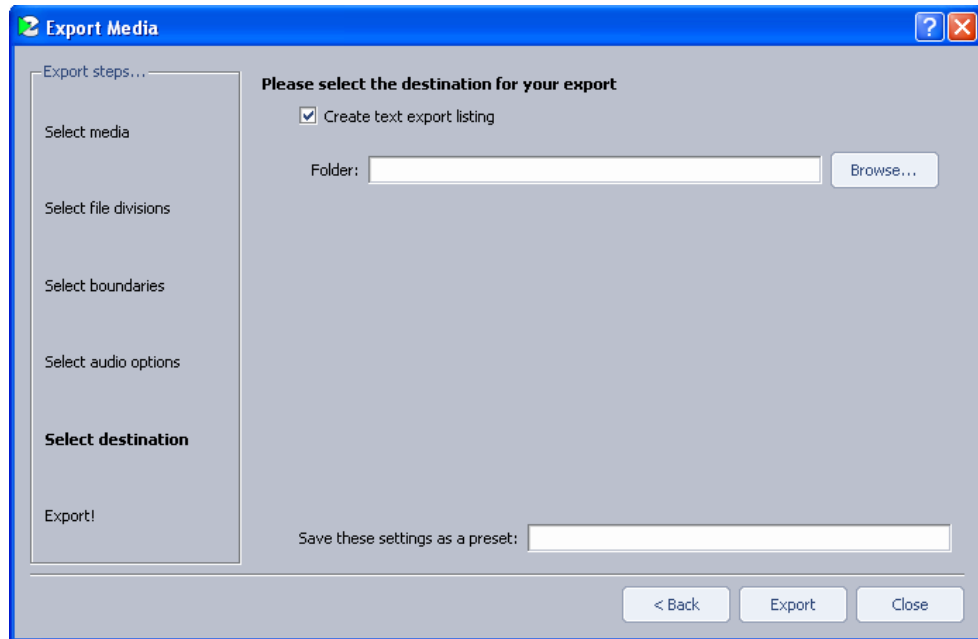 Export Media
Export steps...
Select media
Select file divisions
Select boundaries
Select audio options
Select destination
Export!
Please select the destination for your export
Create text export listing
Folder:
Browse...
Save these settings as a preset:
< Back
Export
Close